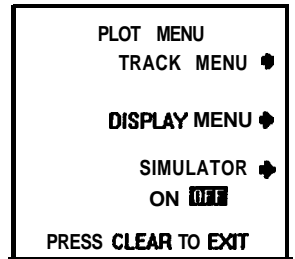 PLOT MENU
TRACK MENU
DISPLAY MENU
SIMULATOR
ON OFF
PRESS CLEAR TO EXIT